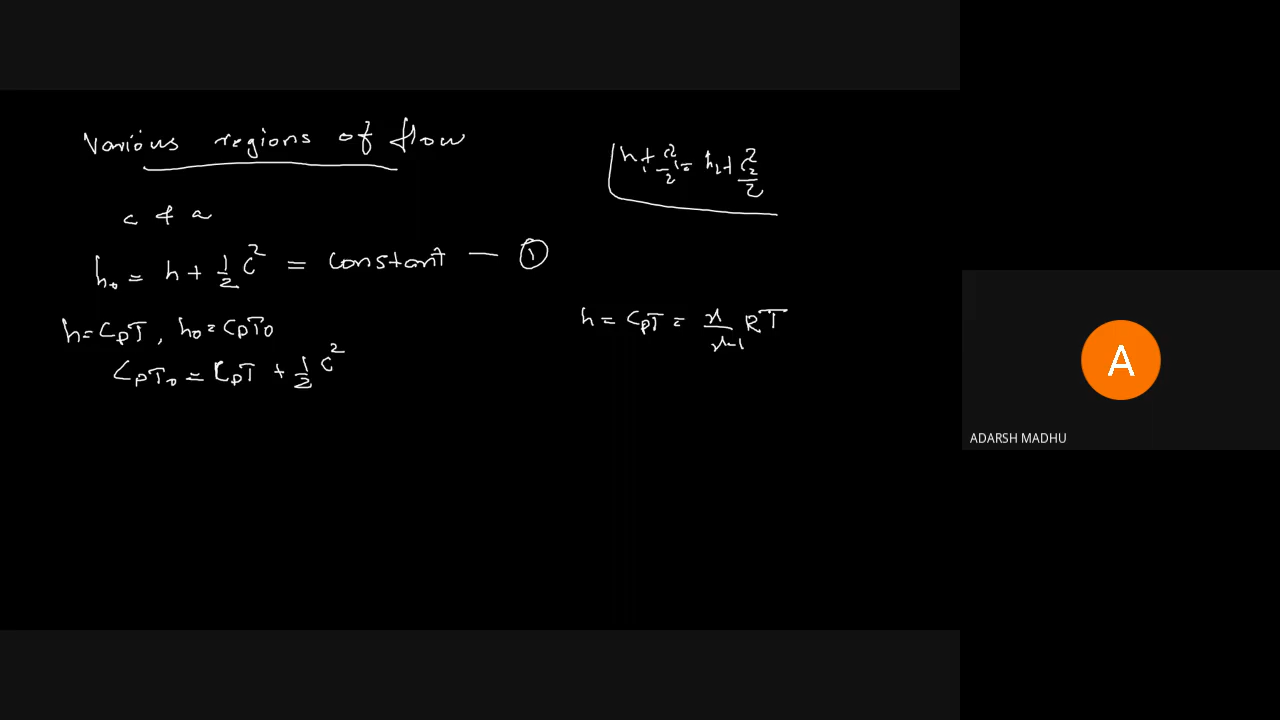 Various regions of flow
h₁ + c₁²/2 = h₂ + c₂²/2
c & a
h₀ = h + 1/2 C² = constant — ①
h = CpT, h₀ = CpT₀
h = CpT = γ/γ-1 RT
CpT₀ = CpT + 1/2 C²
A
ADARSH MADHU